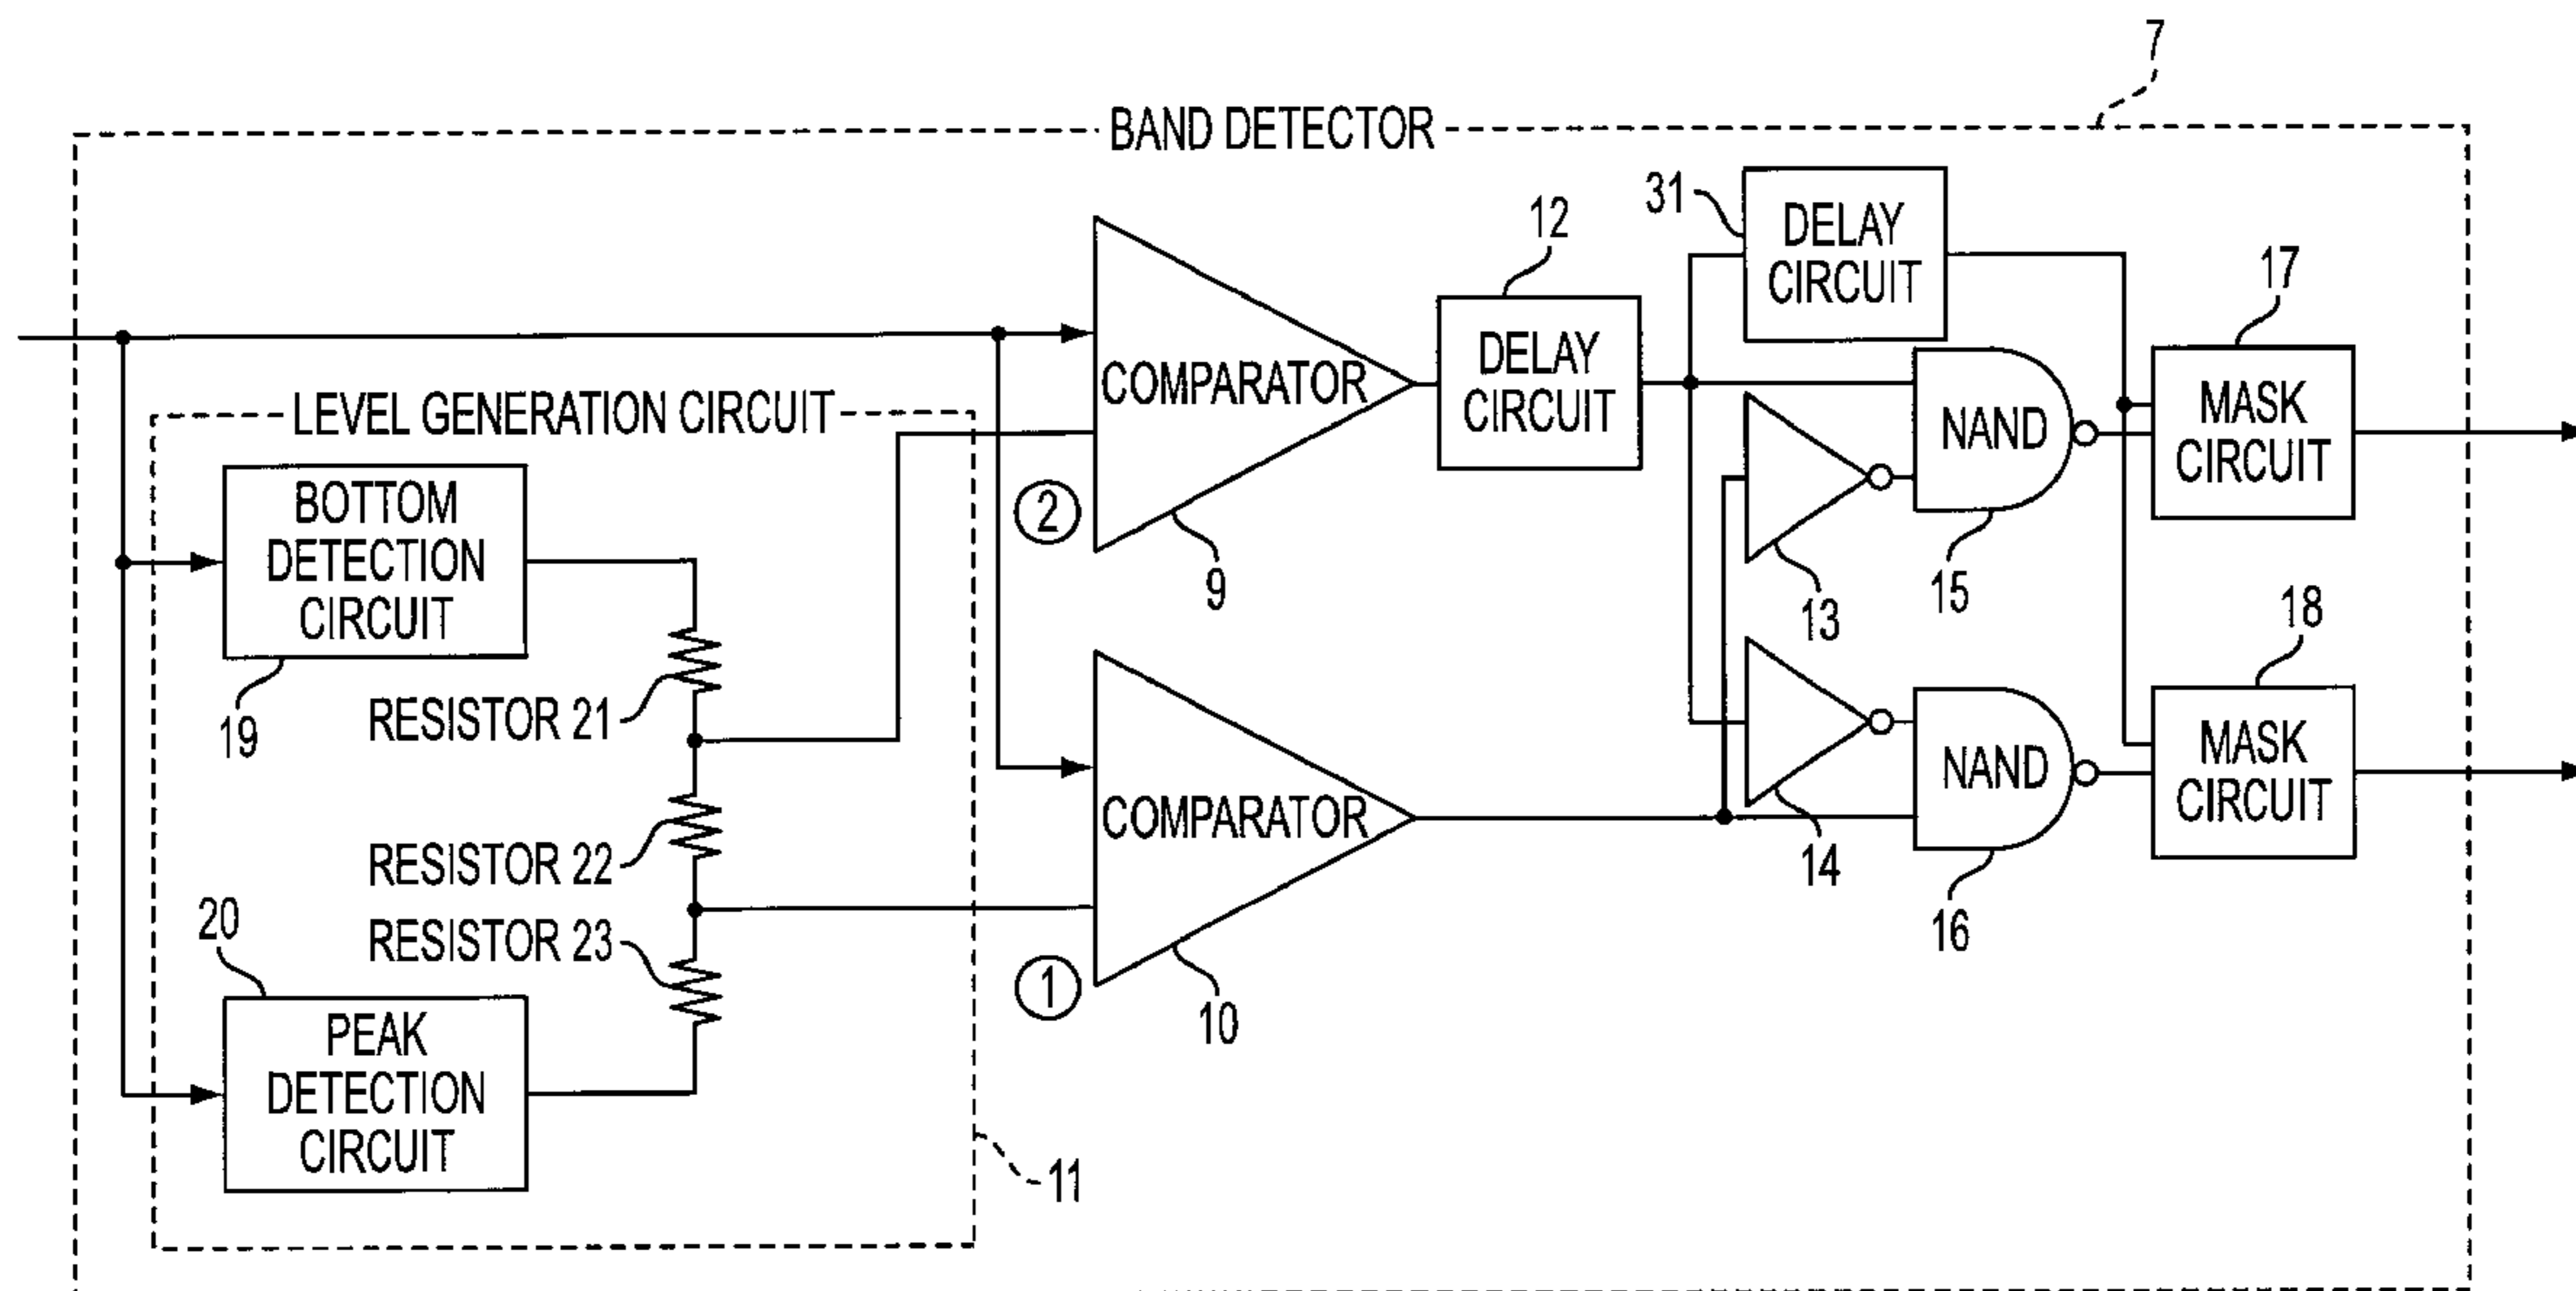 7
BAND DETECTOR
31
DELAY
CIRCUIT
12
DELAY
CIRCUIT
17
MASK
CIRCUIT
COMPARATOR
2
9
NAND
13
15
LEVEL GENERATION CIRCUIT
BOTTOM
DETECTION
CIRCUIT
19
RESISTOR 21
RESISTOR 22
RESISTOR 23
20
PEAK
DETECTION
CIRCUIT
11
COMPARATOR
1
10
14
NAND
16
18
MASK
CIRCUIT